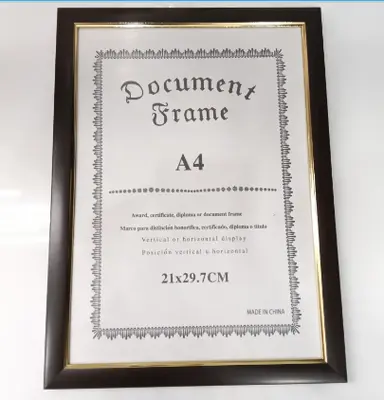 Document
Frame
A4
Award, certificate, diploma or document frame
Marco para distinción honorifica, certificado, diploma o título
Vertical or horizontal display
Posición vertical u horizontal
21x29.7CM
MADE IN CHINA